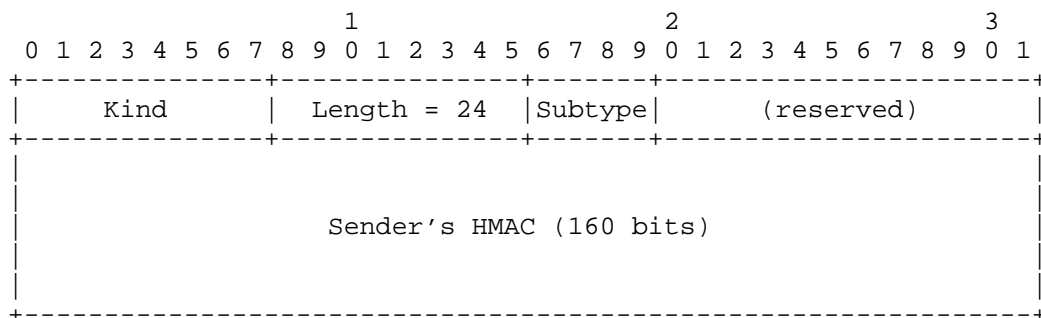 1 2 3
0 1 2 3 4 5 6 7 8 9 0 1 2 3 4 5 6 7 8 9 0 1 2 3 4 5 6 7 8 9 0 1
Kind Length = 24 Subtype (reserved)
Sender's HMAC (160 bits)